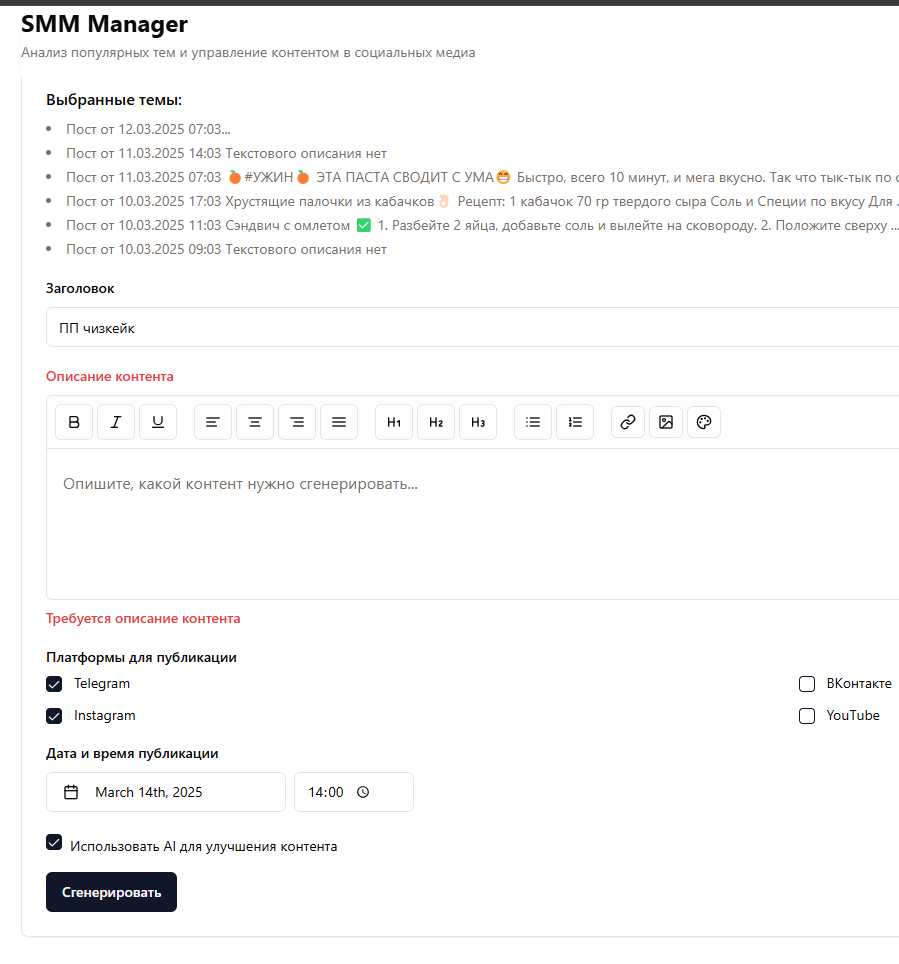 SMM Manager
Анализ популярных тем и управление контентом в социальных медиа
Выбранные темы:
Пост от 12.03.2025 07:03...
Пост от 11.03.2025 14:03 Текстового описания нет
Пост от 11.03.2025 07:03 🍊#УЖИН🍊 ЭТА ПАСТА СВОДИТ С УМА😁 Быстро, всего 10 минут, и мега вкусно. Так что тык-тык по
Пост от 10.03.2025 17:03 Хрустящие палочки из кабачков👌🏻 Рецепт: 1 кабачок 70 гр твердого сыра Соль и Специи по вкусу Для ..
Пост от 10.03.2025 11:03 Сэндвич с омлетом ✅ 1. Разбейте 2 яйца, добавьте соль и вылейте на сковороду. 2. Положите сверху ...
Пост от 10.03.2025 09:03 Текстового описания нет
Заголовок
ПП чизкейк
Описание контента
B I U H1 H2 H3
Опишите, какой контент нужно сгенерировать...
Требуется описание контента
Платформы для публикации
Telegram ВКонтакте
Instagram YouTube
Дата и время публикации
March 14th, 2025 14:00
Использовать AI для улучшения контента
Сгенерировать